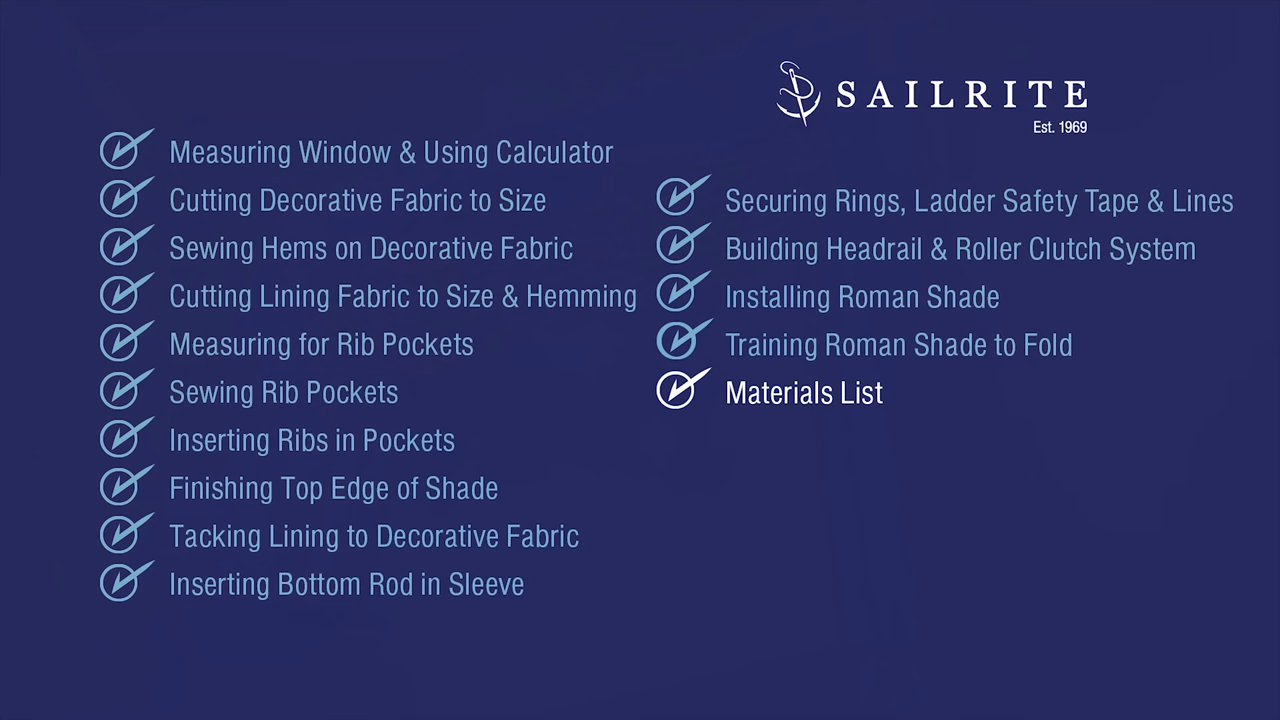 SAILRITE
Est. 1969
Measuring Window & Using Calculator
Cutting Decorative Fabric to Size
Sewing Hems on Decorative Fabric
Cutting Lining Fabric to Size & Hemming
Measuring for Rib Pockets
Sewing Rib Pockets
Inserting Ribs in Pockets
Finishing Top Edge of Shade
Tacking Lining to Decorative Fabric
Inserting Bottom Rod in Sleeve
Securing Rings, Ladder Safety Tape & Lines
Building Headrail & Roller Clutch System
Installing Roman Shade
Training Roman Shade to Fold
Materials List